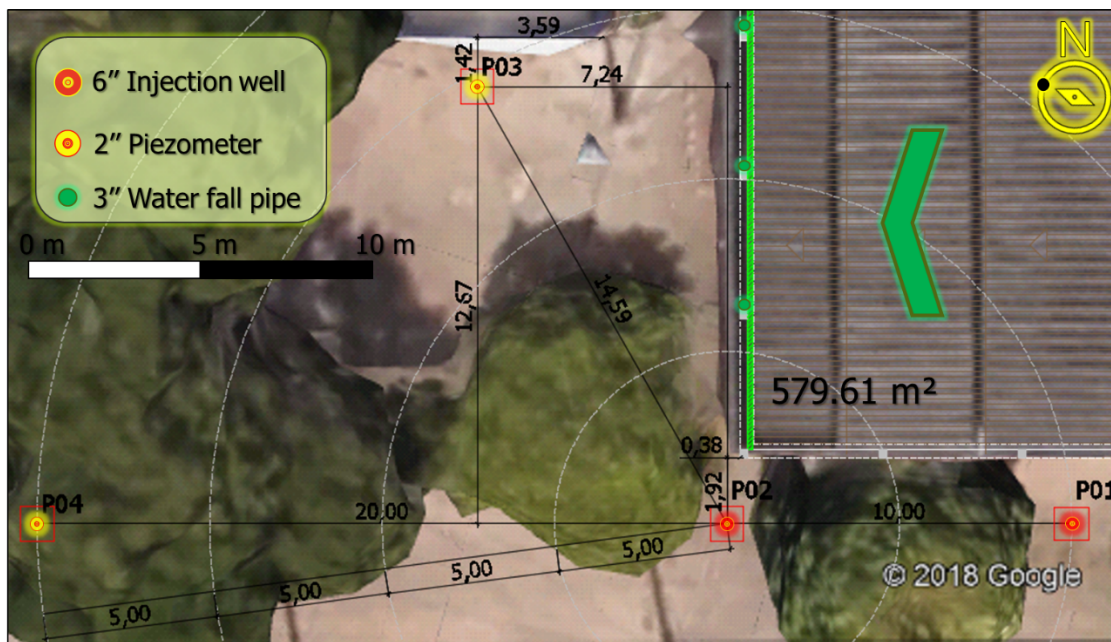 6” Injection well
2” Piezometer
3” Water fall pipe
0 m 5 m 10 m
N
3,59
1,42
P03
7,24
12,67
14,59
579.61 m²
0,38
1,92
P04
P02
P01
20,00
10,00
5,00
5,00
5,00
5,00
© 2018 Google